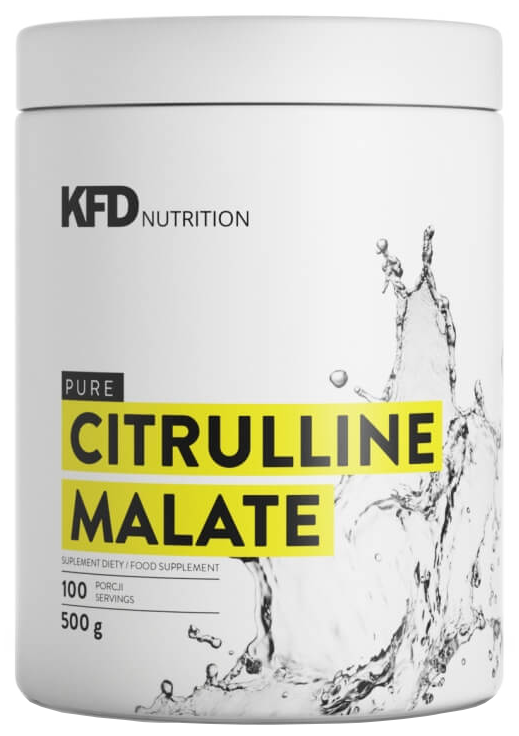 KFD NUTRITION
PURE
CITRULLINE
MALATE
SUPLEMENT DIETY / FOOD SUPPLEMENT
100 PORCJI
SERVINGS
500 g